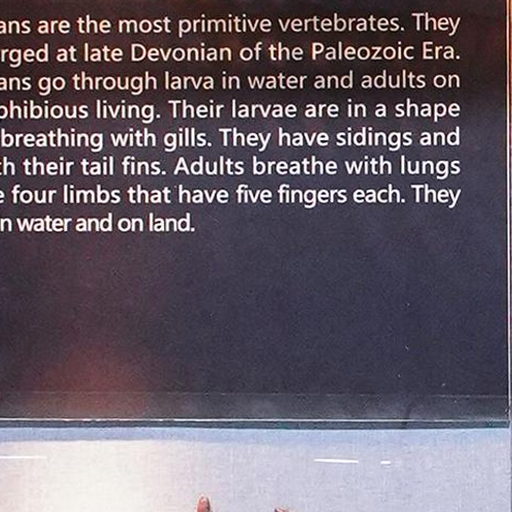 ans are the most primitive vertebrates. They
rged at late Devonian of the Paleozoic Era.
ans go through larva in water and adults on
phibious living. Their larvae are in a shape
breathing with gills. They have sidings and
th their tail fins. Adults breathe with lungs
e four limbs that have five fingers each. They
n water and on land.